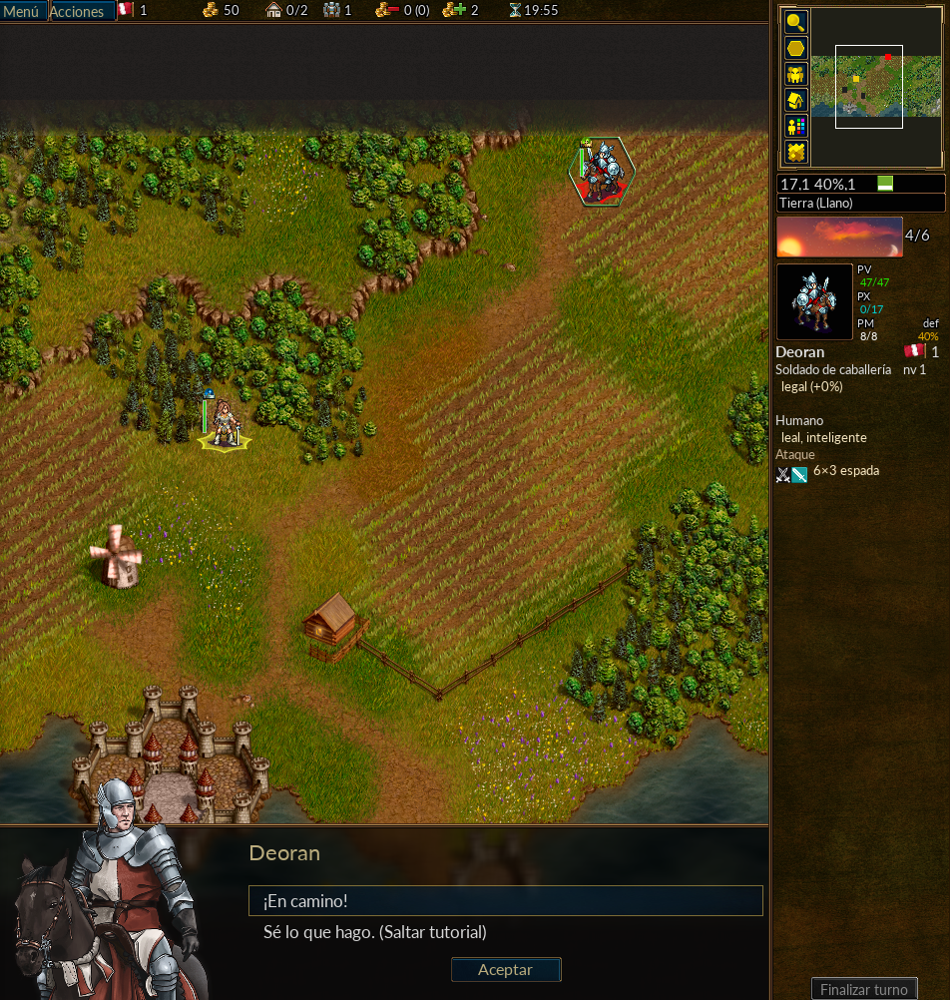 Menú Acciones 1 50 0/2 1 0 (0) 2 19:55
17,1 40%,1
Tierra (Llano)
4/6
PV
47/47
PX
0/17
PM def
8/8 40%
Deoran 1
Soldado de caballería nv 1
legal (+0%)
Humano
leal, inteligente
Ataque
6×3 espada
Deoran
¡En camino!
Sé lo que hago. (Saltar tutorial)
Aceptar
Finalizar turno